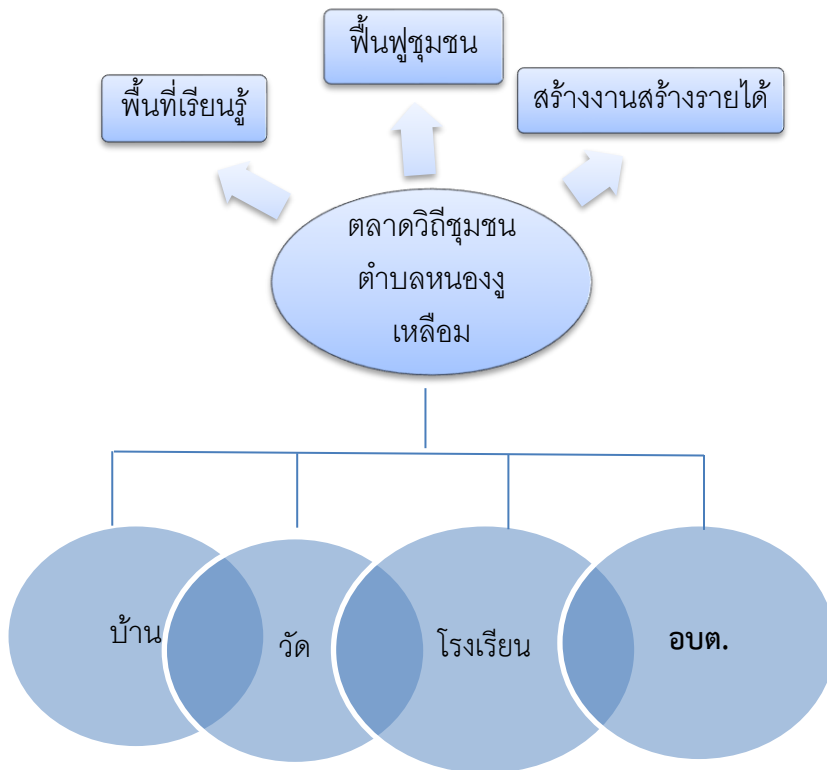 ฟื้นฟูชุมชน
พื้นที่เรียนรู้
สร้างงานสร้างรายได้
ตลาดวิถีชุมชน
ตำบลหนองงู
เหลือม
บ้าน
วัด
โรงเรียน
อบต.